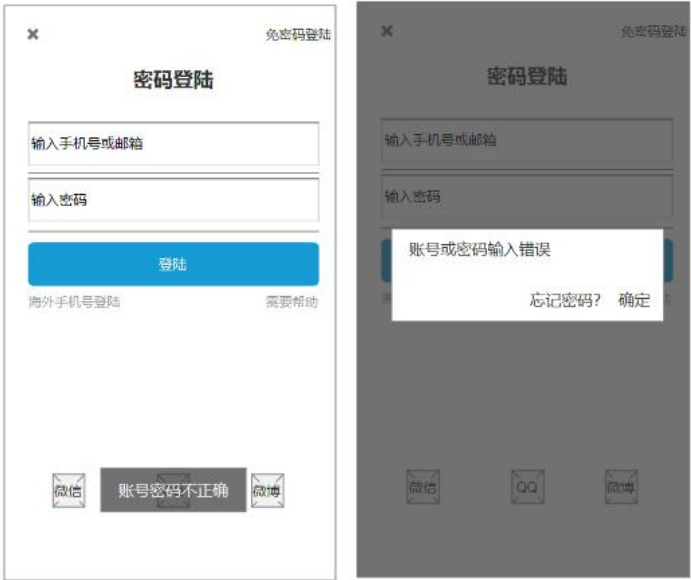 免密码登陆
密码登陆
输入手机号或邮箱
输入密码
登陆
海外手机号登陆
需要帮助
微信
账号密码不正确
微博
免密码登陆
密码登陆
输入手机号或邮箱
输入密码
账号或密码输入错误
忘记密码?
确定
微信
QQ
微博